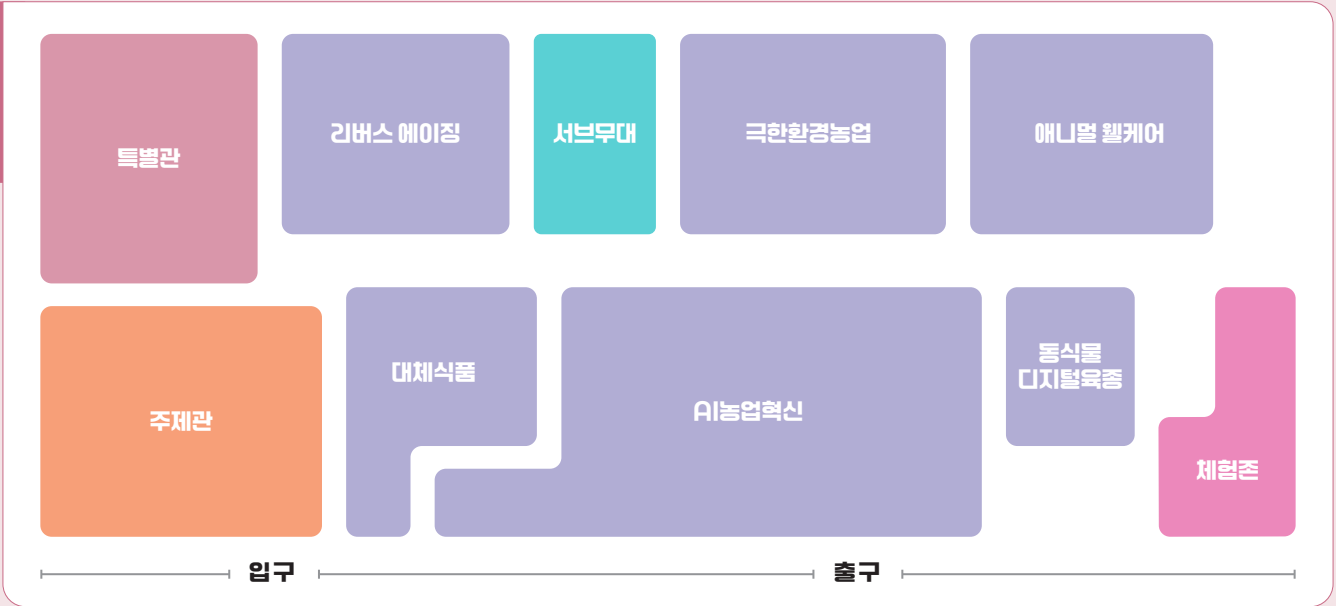 특별관
리버스 에이징
서브무대
극한환경농업
애니멀 웰케어
주제관
대체식품
AI농업혁신
동식물
디지털육종
체험존
입구
출구